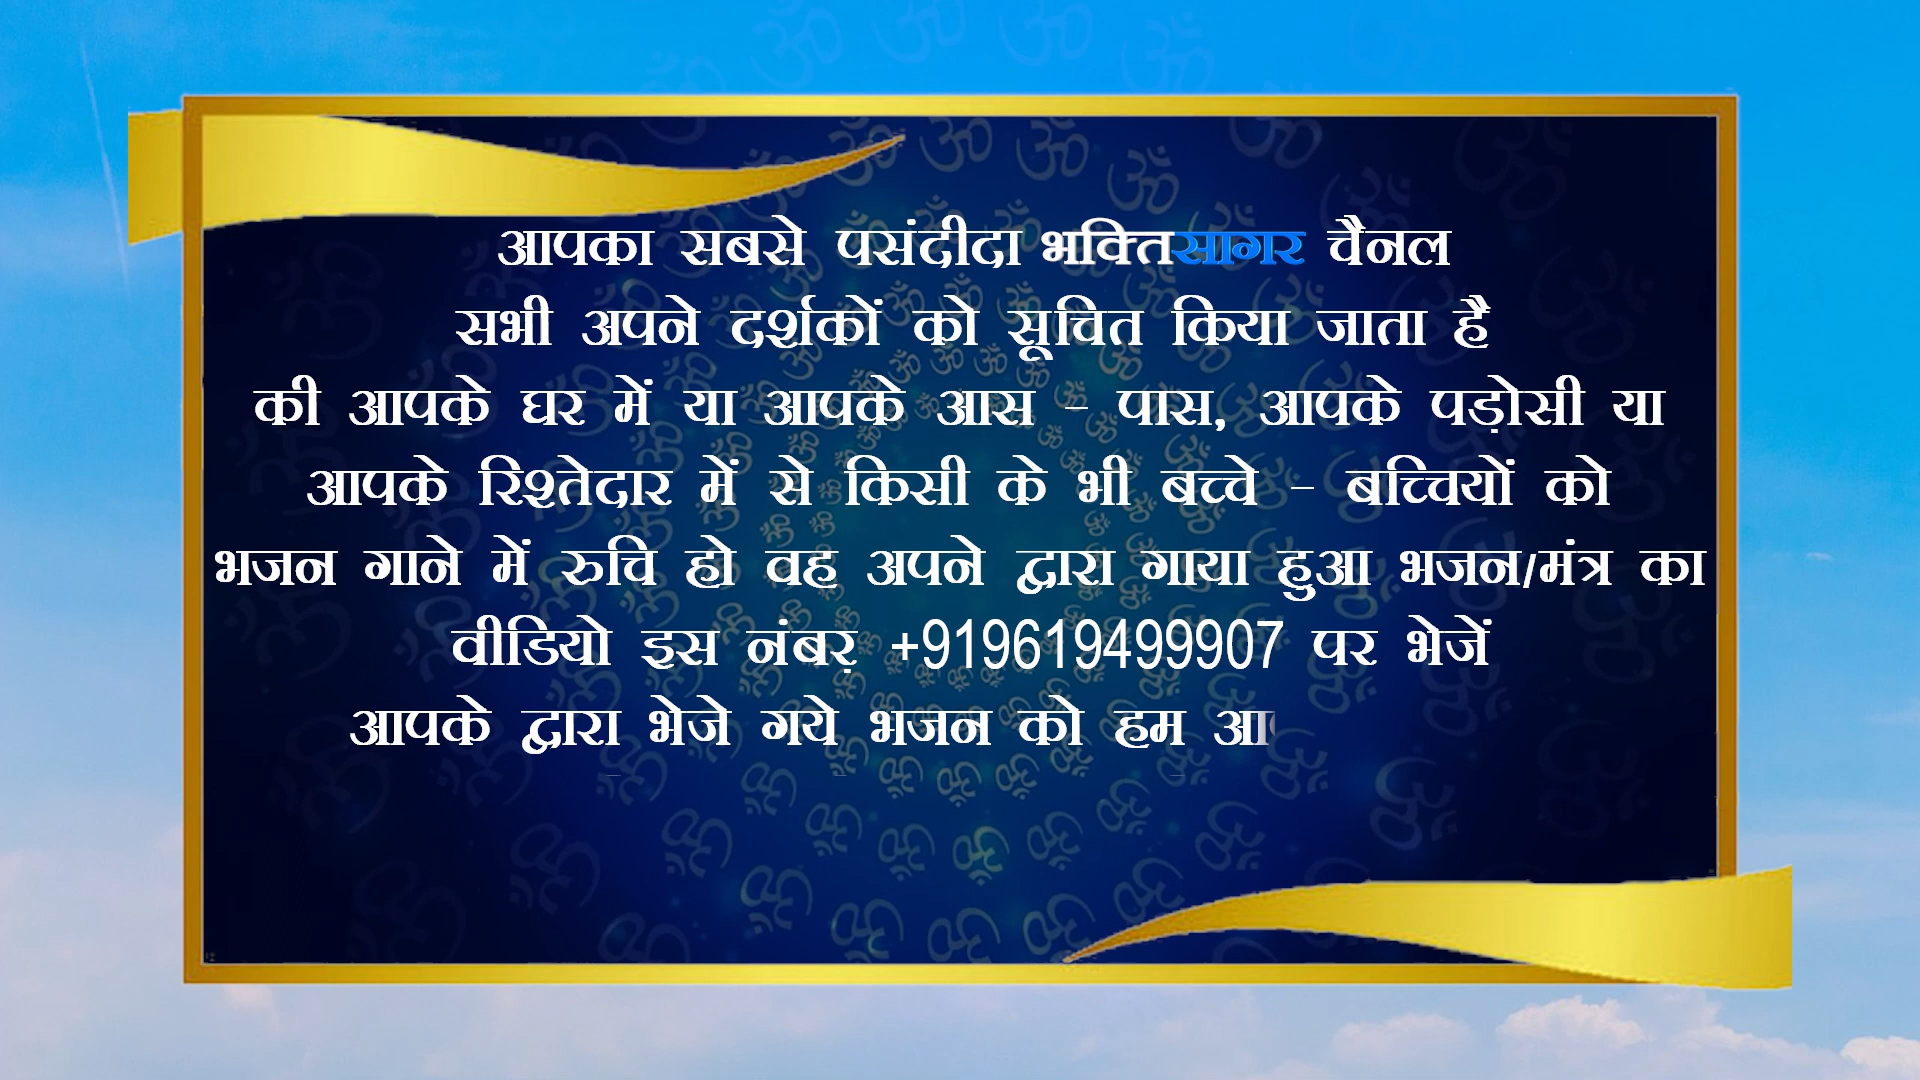 आपका सबसे पसंदीदा भक्तिसागर चैनल
सभी अपने दर्शकों को सूचित किया जाता है
की आपके घर में या आपके आस - पास, आपके पड़ोसी या
आपके रिश्तेदार में से किसी के भी बच्चे - बच्चियों को
भजन गाने में रुचि हो वह अपने द्वारा गाया हुआ भजन/मंत्र का
वीडियो इस नंबऱ +919619499907 पर भेजें
आपके द्वारा भेजे गये भजन को हम